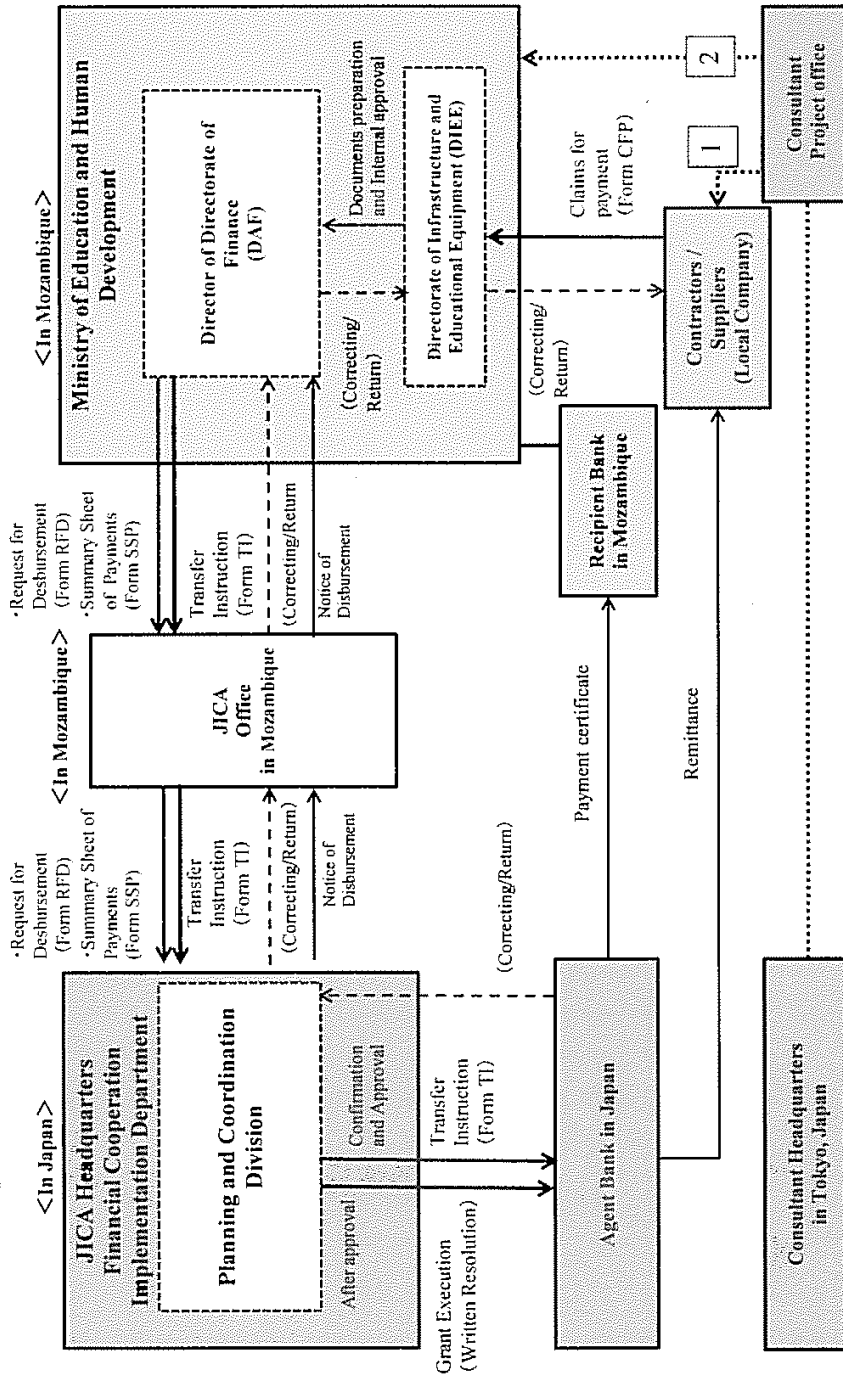 <In Japan>
JICA Headquarters
Financial Cooperation
Implementation Department
Planning and Coordination
Division
After approval
Confirmation
and Approval
Grant Execution
(Written Resolution)
Transfer
Instruction
(Form TI)
(Correcting/Return)
Agent Bank in Japan
Consultant Headquarters
in Tokyo, Japan
・Request for
Desbursement
(Form RFD)
・Summary Sheet of
Payments
(Form SSP)
Transfer
Instruction
(Form TI)
(Correcting/Return)
Notice of
Disbursement
<In Mozambique>
JICA
Office
in Mozambique
・Request for
Desbursement
(Form RFD)
・Summary Sheet
of Payments
(Form SSP)
Transfer
Instruction
(Form TI)
(Correcting/Return
Notice of
Disbursement
<In Mozambique>
Ministry of Education and Human
Development
Director of Directorate of
Finance
(DAF)
(Correcting/
Return)
Documents preparation
and Internal approval
Directorate of Infrastructure and
Educational Equipment (DIEE)
(Correcting/
Return)
Claims for
payment
(Form CFP)
Payment certificate
Recipient Bank
in Mozambique
Remittance
Contractors /
Suppliers
(Local Company)
1
2
Consultant
Project office